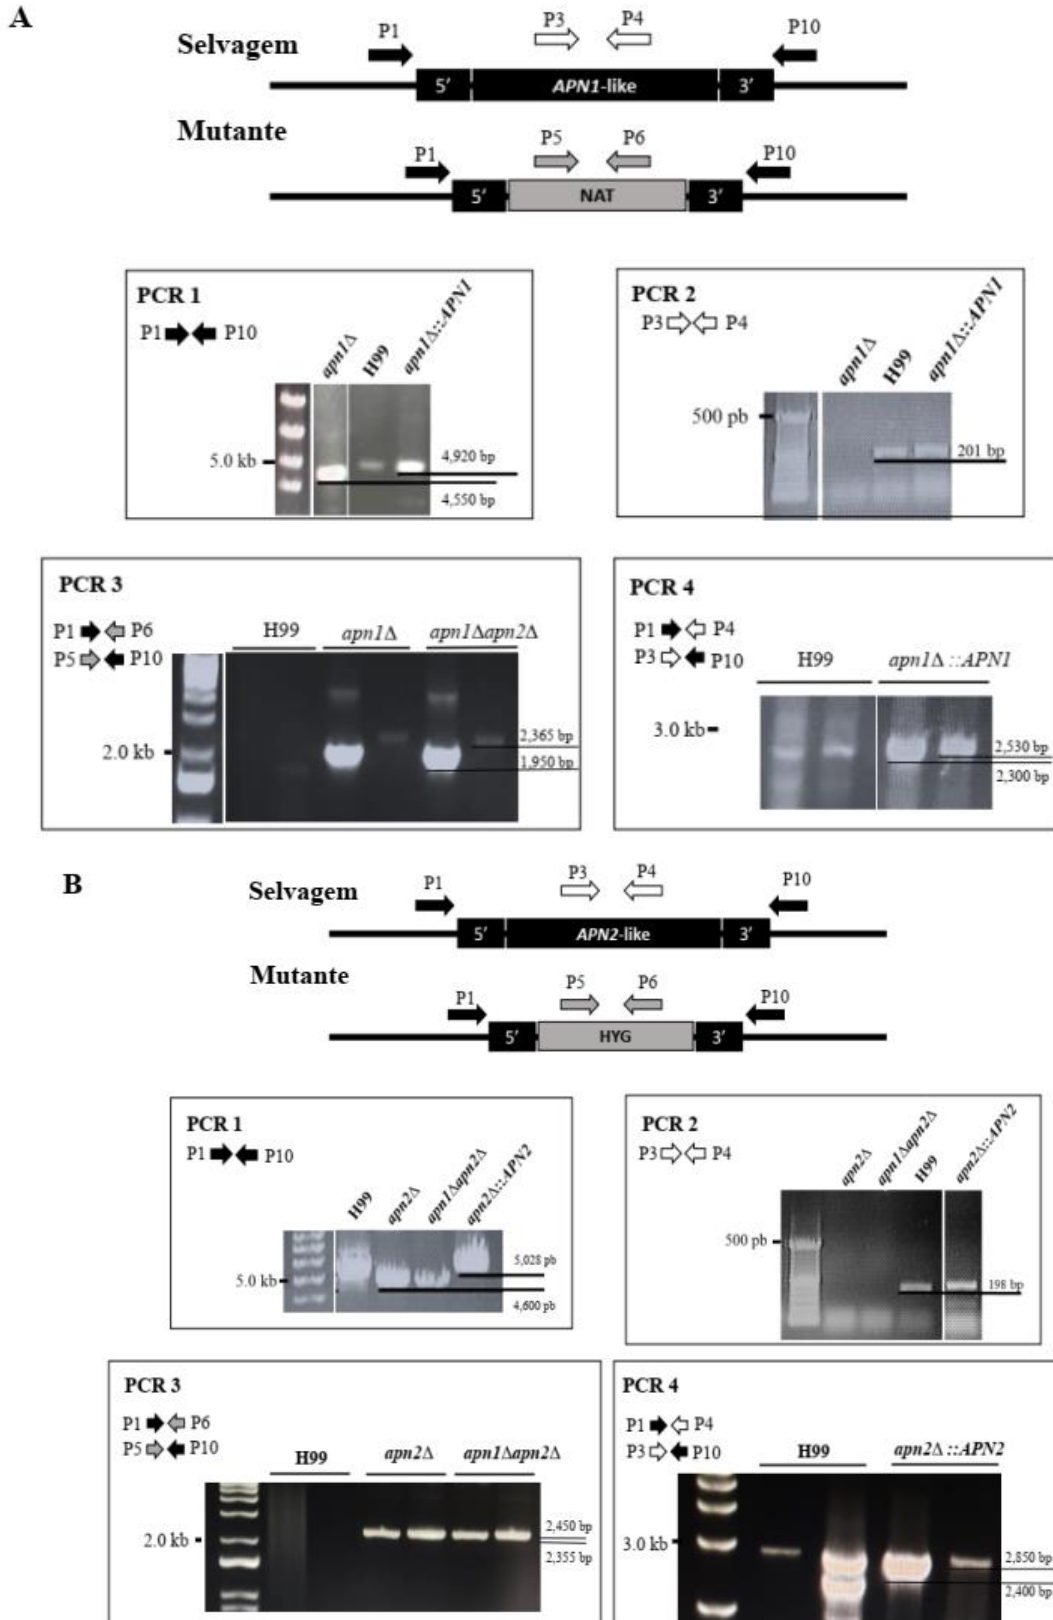 A
Selvagem
P1 P3 P4 P10
5' APN1-like 3'
Mutante
P1 P5 P6 P10
5' NAT 3'
PCR 1
P1 P10
apn1Δ H99 apn1Δ::APN1
5.0 kb
4,920 bp
4,550 bp
PCR 2
P3 P4
apn1Δ H99 apn1Δ::APN1
500 pb
201 bp
PCR 3
P1 P6
P5 P10
H99 apn1Δ apn1Δapn2Δ
2.0 kb
2,365 bp
1,950 bp
PCR 4
P1 P4
P3 P10
H99 apn1Δ::APN1
3.0 kb
2,530 bp
2,300 bp
B
Selvagem
P1 P3 P4 P10
5' APN2-like 3'
Mutante
P1 P5 P6 P10
5' HYG 3'
PCR 1
P1 P10
H99 apn2Δ apn1Δapn2Δ apn2Δ::APN2
5.0 kb
5,028 pb
4,600 pb
PCR 2
P3 P4
apn2Δ apn1Δapn2Δ H99 apn2Δ::APN2
500 pb
198 bp
PCR 3
P1 P6
P5 P10
H99 apn2Δ apn1Δapn2Δ
2.0 kb
2,450 bp
2,355 bp
PCR 4
P1 P4
P3 P10
H99 apn2Δ::APN2
3.0 kb
2,850 bp
2,400 bp